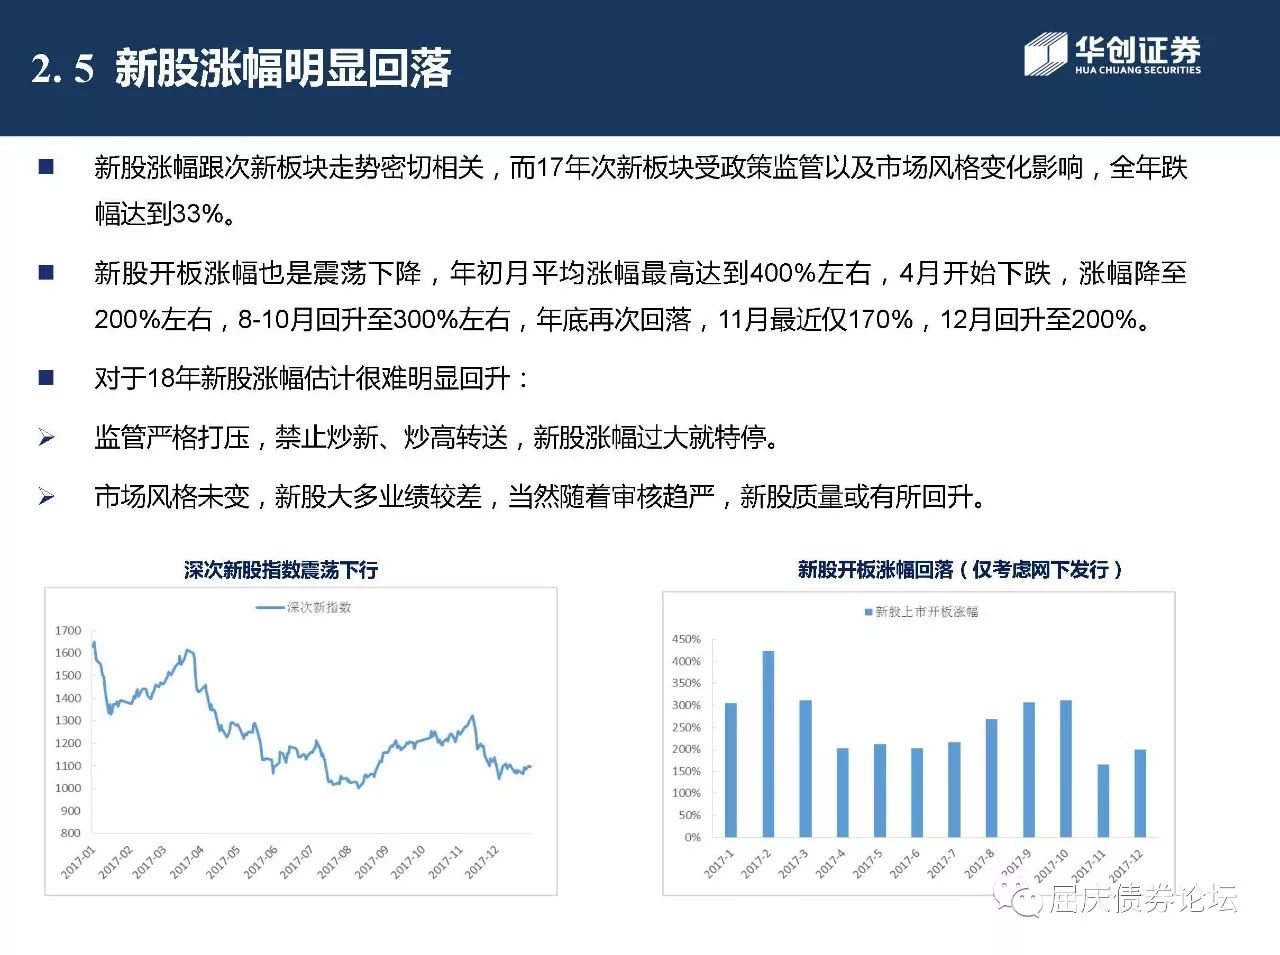 2. 5 新股涨幅明显回落
华创证券
HUA CHUANG SECURITIES
新股涨幅跟次新板块走势密切相关，而17年次新板块受政策监管以及市场风格变化影响，全年跌
幅达到33%。
新股开板涨幅也是震荡下降，年初月平均涨幅最高达到400%左右，4月开始下跌，涨幅降至
200%左右，8-10月回升至300%左右，年底再次回落，11月最近仅170%，12月回升至200%。
对于18年新股涨幅估计很难明显回升：
监管严格打压，禁止炒新、炒高转送，新股涨幅过大就特停。
市场风格未变，新股大多业绩较差，当然随着审核趋严，新股质量或有所回升。
深次新股指数震荡下行
深次新指数
1700
1600
1500
1400
1300
1200
1100
1000
900
800
2017-01
2017-02
2017-03
2017-04
2017-05
2017-06
2017-07
2017-08
2017-09
2017-10
2017-11
2017-12
新股开板涨幅回落（仅考虑网下发行）
新股上市开板涨幅
450%
400%
350%
300%
250%
200%
150%
100%
50%
0%
2017-1
2017-2
2017-3
2017-4
2017-5
2017-6
2017-7
2017-8
2017-9
2017-10
2017-11
2017-12
屈庆债券论坛